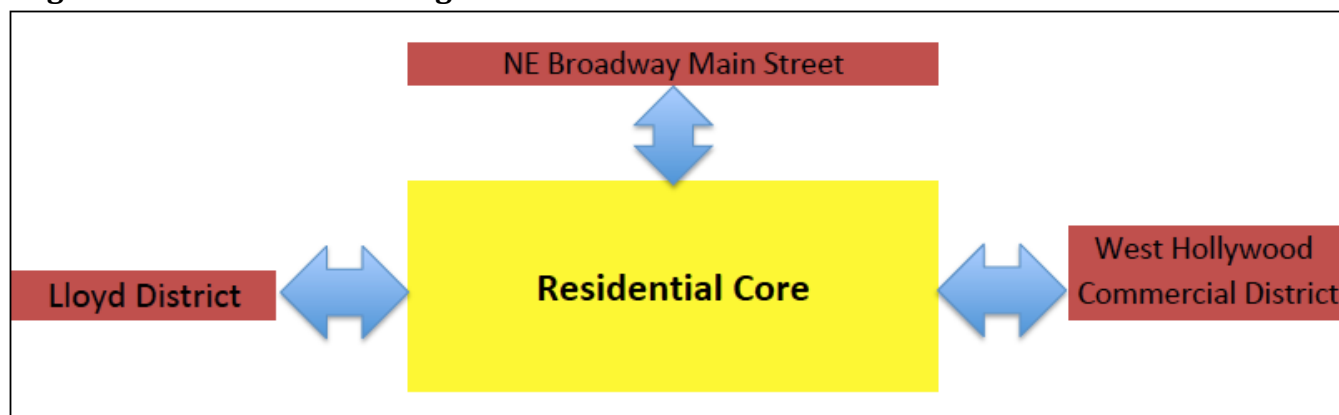 NE Broadway Main Street
Lloyd District
Residential Core
West Hollywood
Commercial District